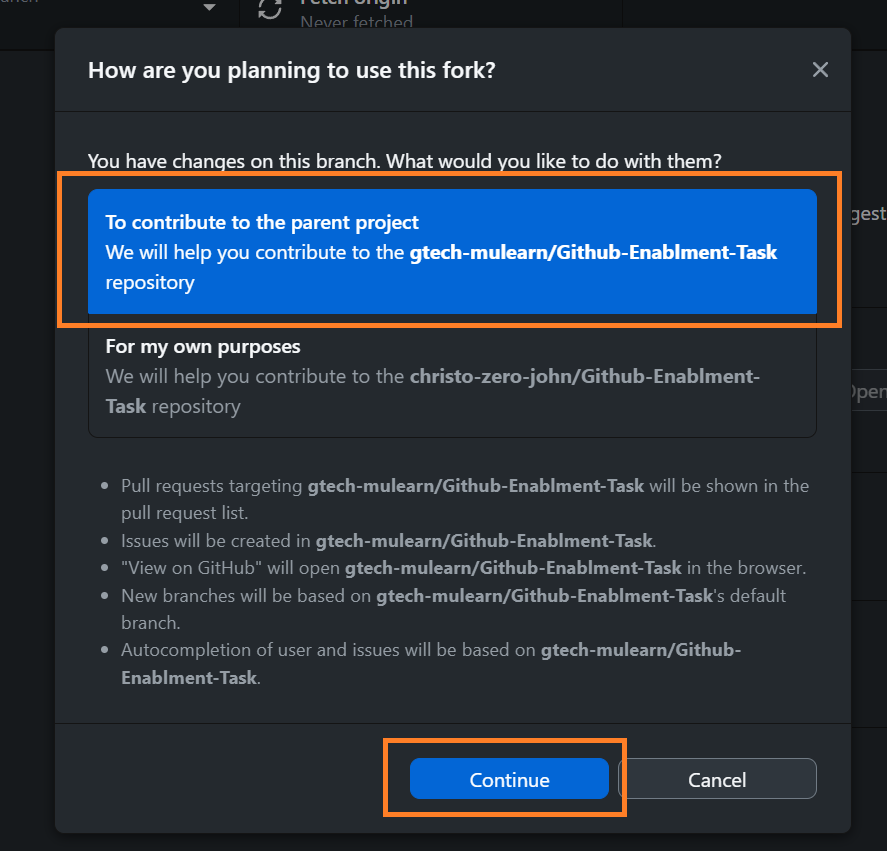 Fetch origin
Never fetched
How are you planning to use this fork?
You have changes on this branch. What would you like to do with them?
To contribute to the parent project
We will help you contribute to the gtech-mulearn/Github-Enablment-Task
repository
For my own purposes
We will help you contribute to the christo-zero-john/Github-Enablment-
Task repository
Pull requests targeting gtech-mulearn/Github-Enablment-Task will be shown in the
pull request list.
Issues will be created in gtech-mulearn/Github-Enablment-Task.
"View on GitHub" will open gtech-mulearn/Github-Enablment-Task in the browser.
New branches will be based on gtech-mulearn/Github-Enablment-Task's default
branch.
Autocompletion of user and issues will be based on gtech-mulearn/Github-
Enablment-Task.
Continue
Cancel